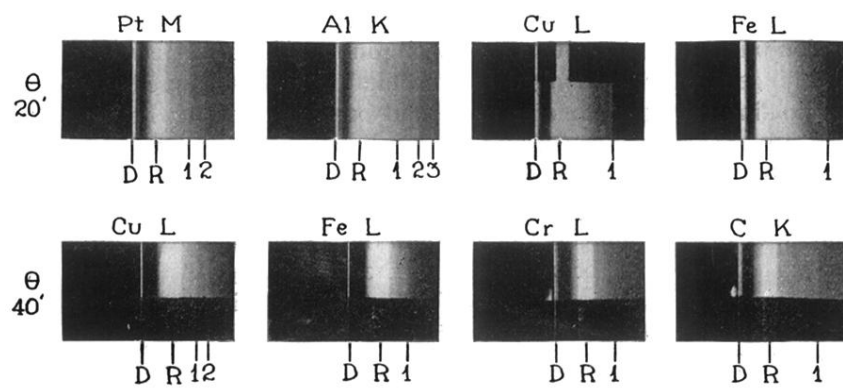 Pt M Al K Cu L Fe L
θ
20'
D R 1 2 D R 1 2 3 D R 1 D R 1
Cu L Fe L Cr L C K
θ
40'
D R 1 2 D R 1 D R 1 D R 1